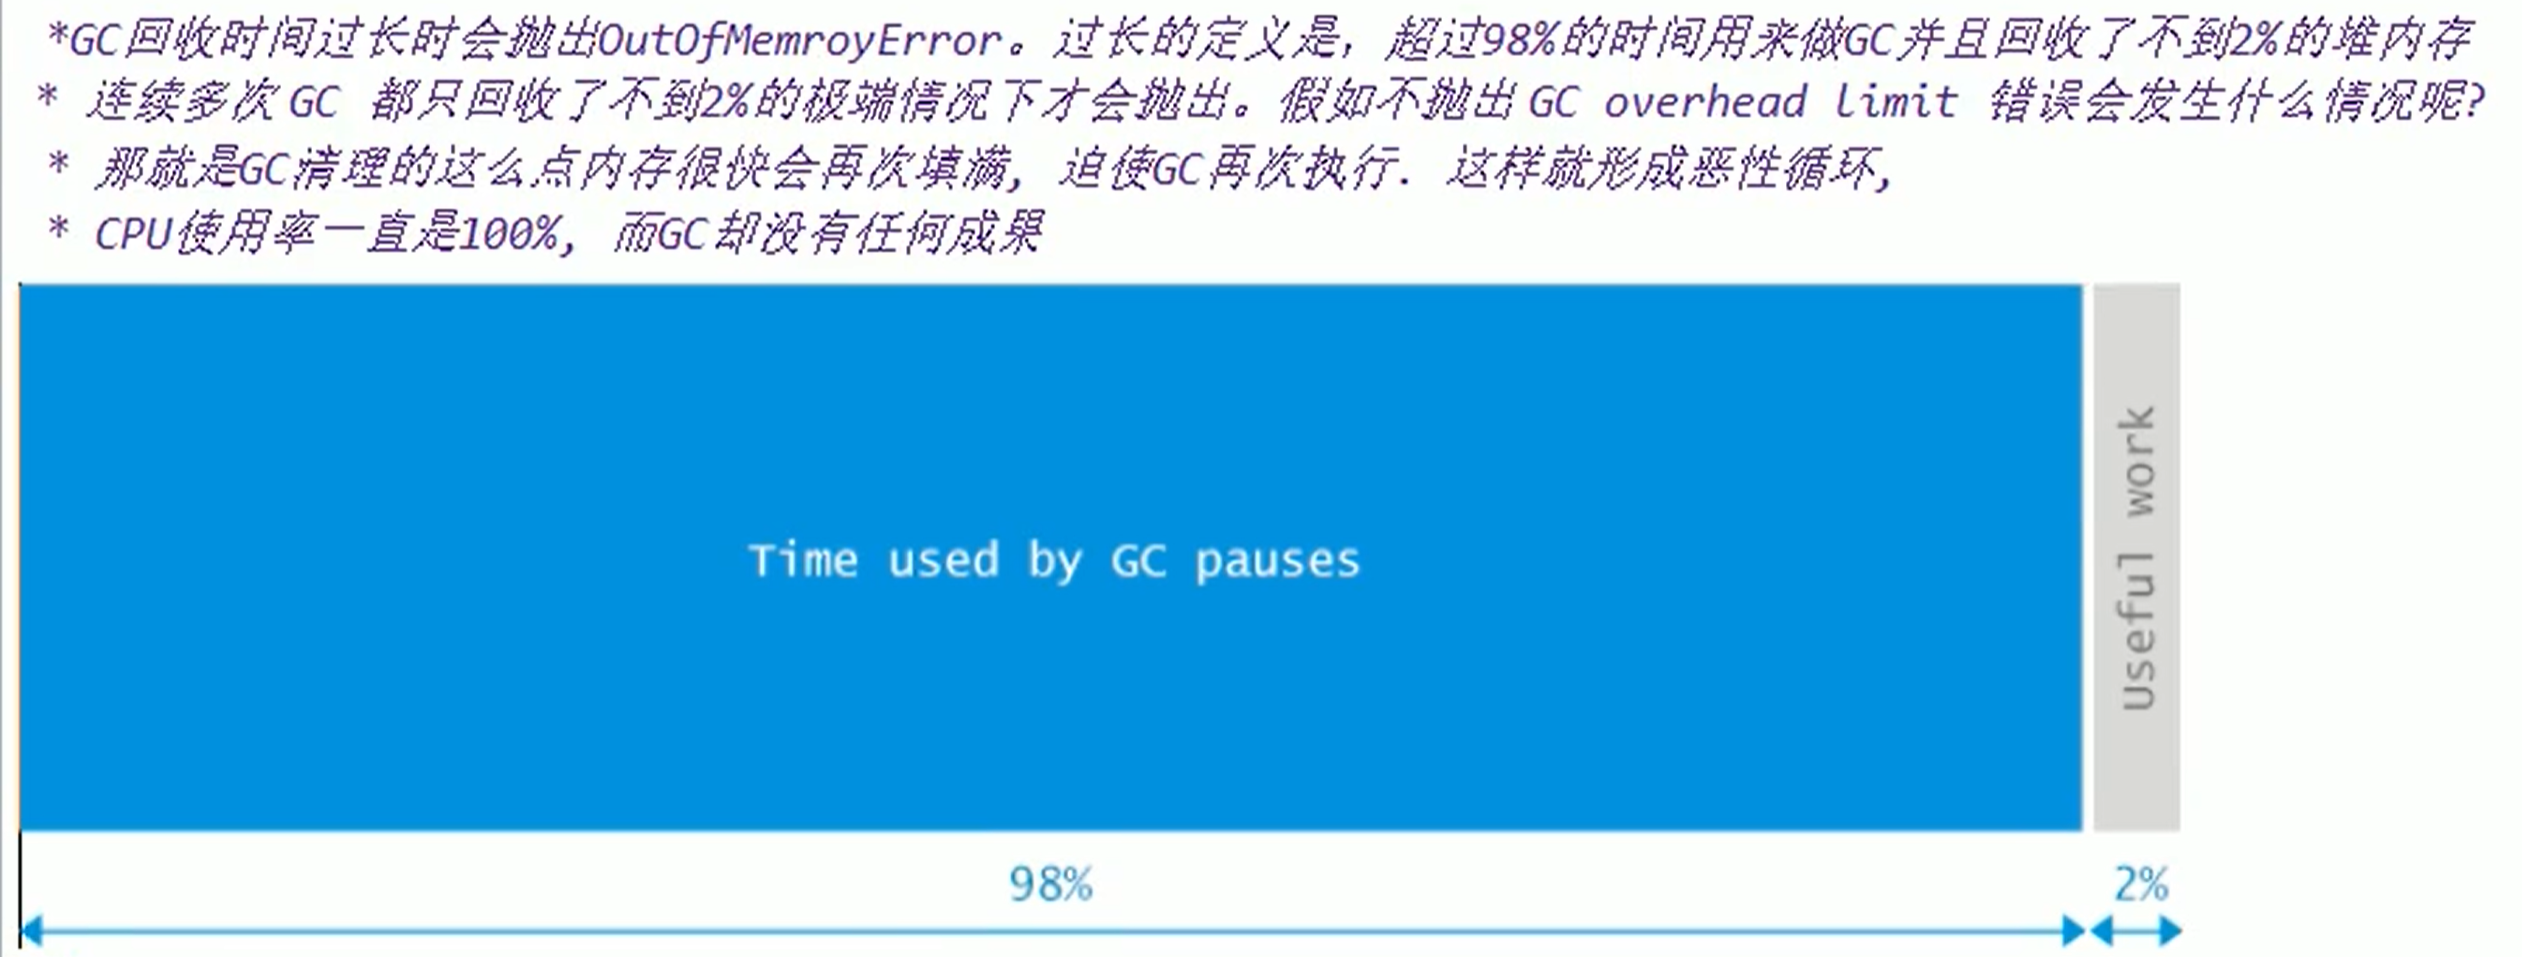 *GC回收时间过长时会抛出OutOfMemroyError。过长的定义是，超过98%的时间用来做GC并且回收了不到2%的堆内存
* 连续多次 GC 都只回收了不到2%的极端情况下才会抛出。假如不抛出 GC overhead limit 错误会发生什么情况呢?
* 那就是GC清理的这么点内存很快会再次填满, 迫使GC再次执行. 这样就形成恶性循环,
* CPU使用率一直是100%, 而GC却没有任何成果
Time used by GC pauses
Useful work
98%
2%